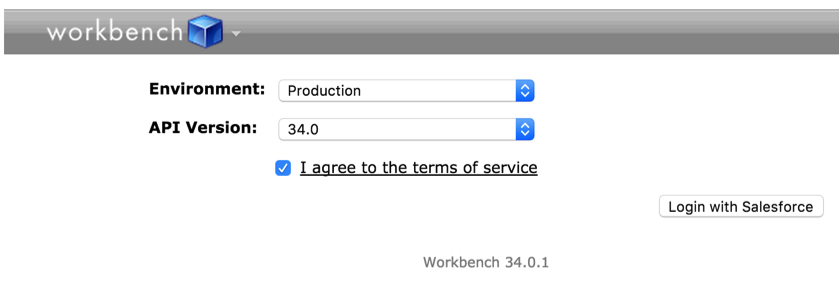 workbench
Environment: Production
API Version: 34.0
I agree to the terms of service
Login with Salesforce
Workbench 34.0.1